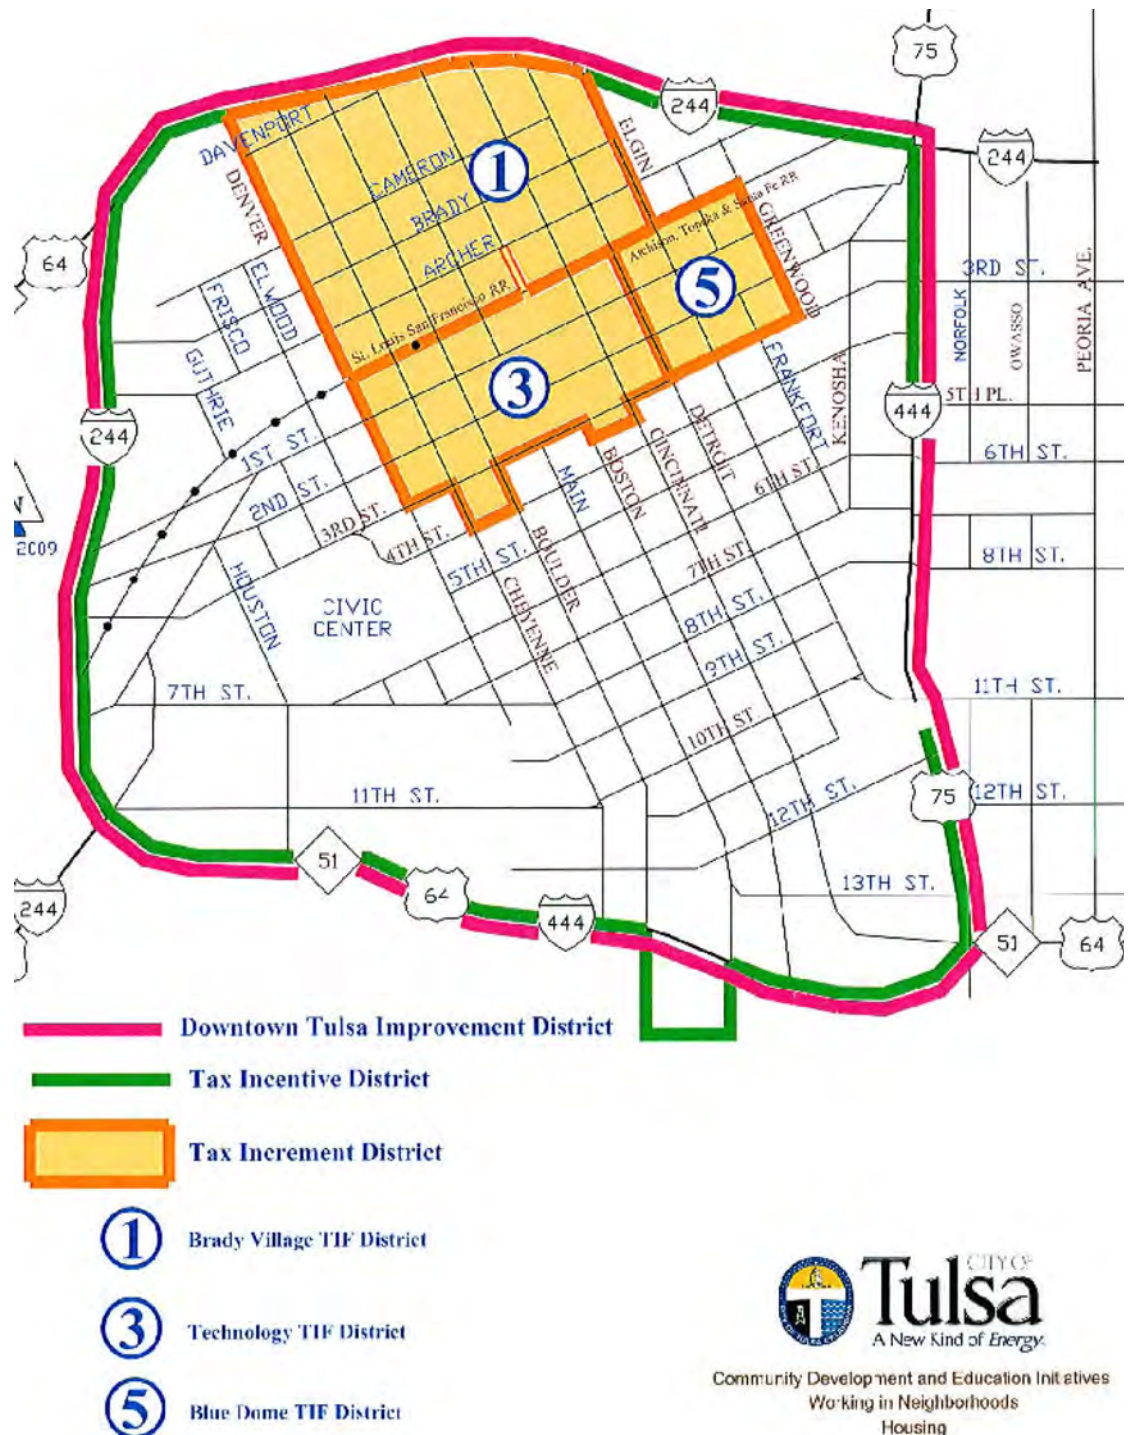 75
244
244
DAVENPORT
ELGIN
CAMERON
1
DENVER
BRADY
Atchison, Topeka & Santa Fe RR
GREENWOOD
64
ARCHER
3RD ST.
PEORIA AVE.
ELWOOD
FRISCO
St. Louis San Francisco RR
5
NORFOLK
OWASSO
GUTHRIE
3
FRANKFORT
KENOSHA
5TH PL.
244
444
1ST ST.
DETROIT
CINCINNATI
6TH ST.
2ND ST.
MAIN
BOSTON
6TH ST.
3RD ST.
2009
4TH ST.
BOULDER
7TH ST.
8TH ST.
5TH ST.
HOUSTON
CHEYENNE
CIVIC
CENTER
8TH ST.
9TH ST.
7TH ST.
11TH ST.
10TH ST.
11TH ST.
75
12TH ST.
12TH ST.
51
13TH ST.
64
244
444
51
64
Downtown Tulsa Improvement District
Tax Incentive District
Tax Increment District
1 Brady Village TIF District
3 Technology TIF District
5 Blue Dome TIF District
CITY OF
Tulsa
A New Kind of Energy.
Community Development and Education Initiatives
Working in Neighborhoods
Housing